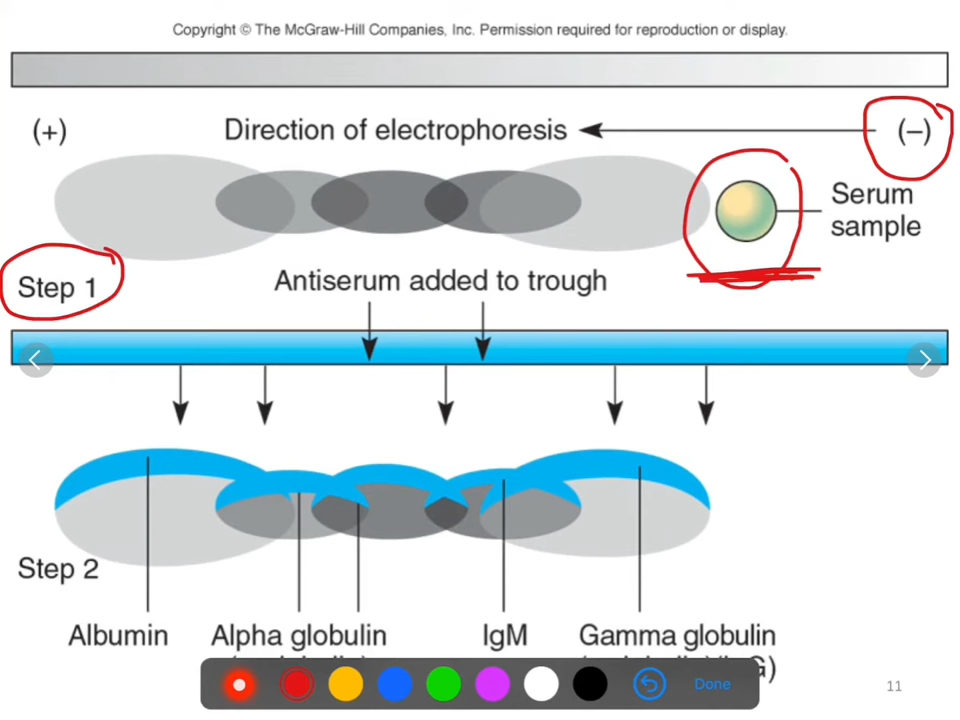 Copyright © The McGraw-Hill Companies, Inc. Permission required for reproduction or display.
(+)
Direction of electrophoresis
(–)
Serum
sample
Step 1
Antiserum added to trough
Step 2
Albumin
Alpha globulin
IgM
Gamma globulin
G)
Done
11